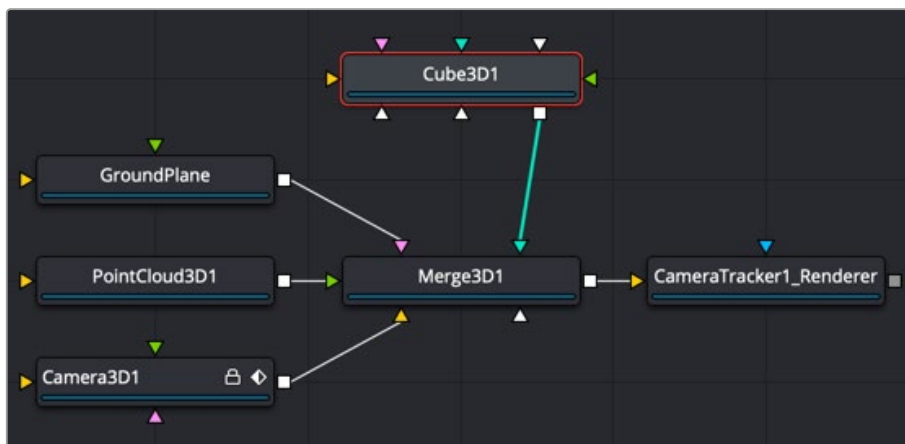 Cube3D1
GroundPlane
PointCloud3D1
Merge3D1
CameraTracker1_Renderer
Camera3D1